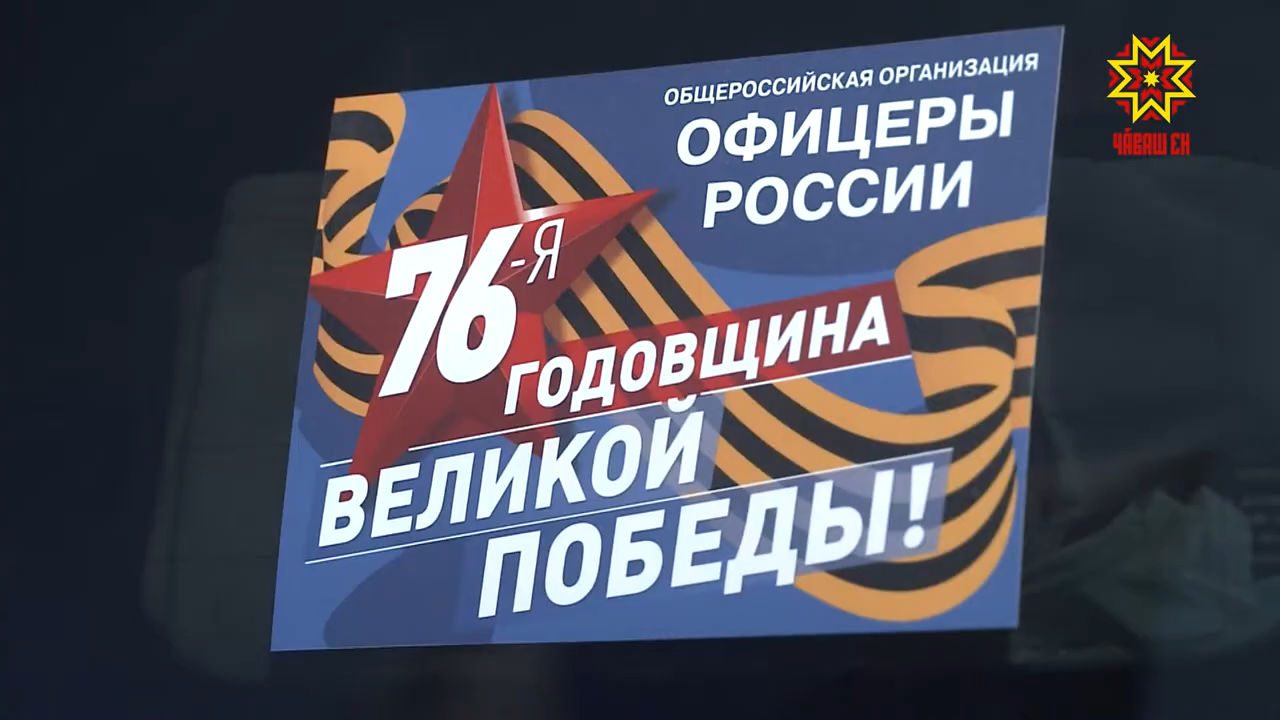 ОБЩЕРОССИЙСКАЯ ОРГАНИЗАЦИЯ
ОФИЦЕРЫ
РОССИИ
76-Я
ГОДОВЩИНА
ВЕЛИКОЙ
ПОБЕДЫ!
ЧӐВАШ ЕН